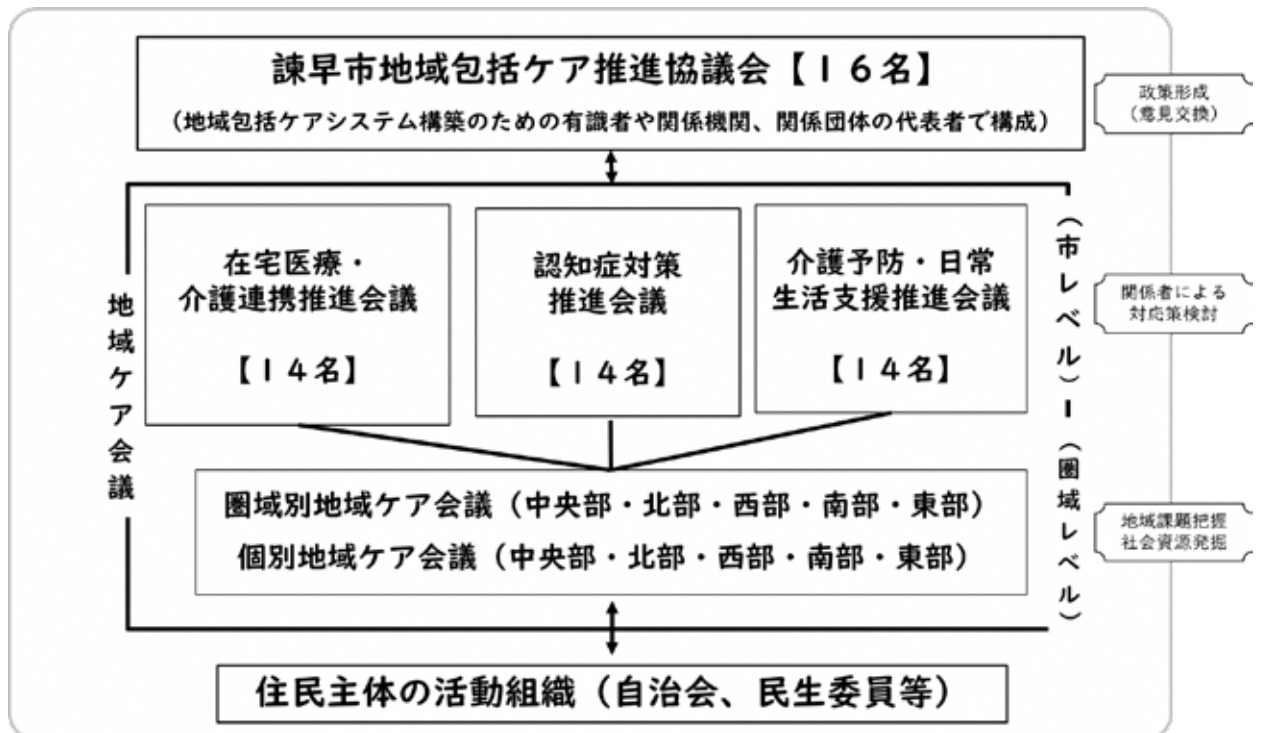 諫早市地域包括ケア推進協議会【１６名】
（地域包括ケアシステム構築のための有識者や関係機関、関係団体の代表者で構成）
政策形成
（意見交換）
地域ケア会議
在宅医療・
介護連携推進会議
【１４名】
認知症対策
推進会議
【１４名】
介護予防・日常
生活支援推進会議
【１４名】
（市レベル）
（圏域レベル）
関係者による
対応策検討
圏域別地域ケア会議（中央部・北部・西部・南部・東部）
個別地域ケア会議（中央部・北部・西部・南部・東部）
地域課題把握
社会資源発掘
住民主体の活動組織（自治会、民生委員等）